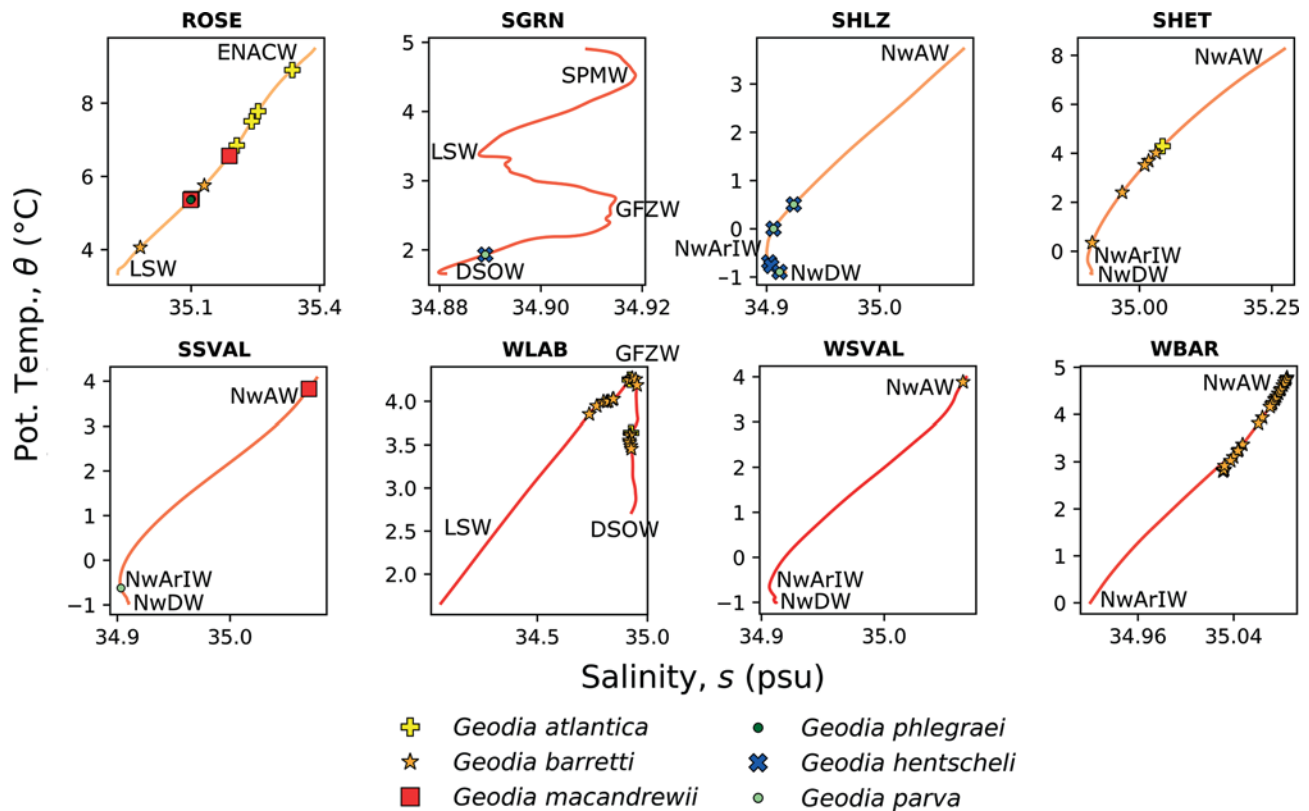 ROSE
SGRN
SHLZ
SHET
Pot. Temp., θ (°C)
8
6
4
ENACW
LSW
35.1
35.4
5
4
3
2
SPMW
LSW
GFZW
DSOW
34.88
34.90
34.92
3
2
1
0
−1
NwAW
NwArIW
NwDW
34.9
35.0
8
6
4
2
0
NwAW
NwArIW
NwDW
35.00
35.25
SSVAL
WLAB
WSVAL
WBAR
4
3
2
1
0
−1
NwAW
NwArIW
NwDW
34.9
35.0
4.0
3.5
3.0
2.5
2.0
GFZW
LSW
DSOW
34.5
35.0
4
3
2
1
0
−1
NwAW
NwArIW
NwDW
34.9
35.0
5
4
3
2
1
0
NwAW
NwArIW
34.96
35.04
Salinity, s (psu)
Geodia atlantica
Geodia barretti
Geodia macandrewii
Geodia phlegraei
Geodia hentscheli
Geodia parva